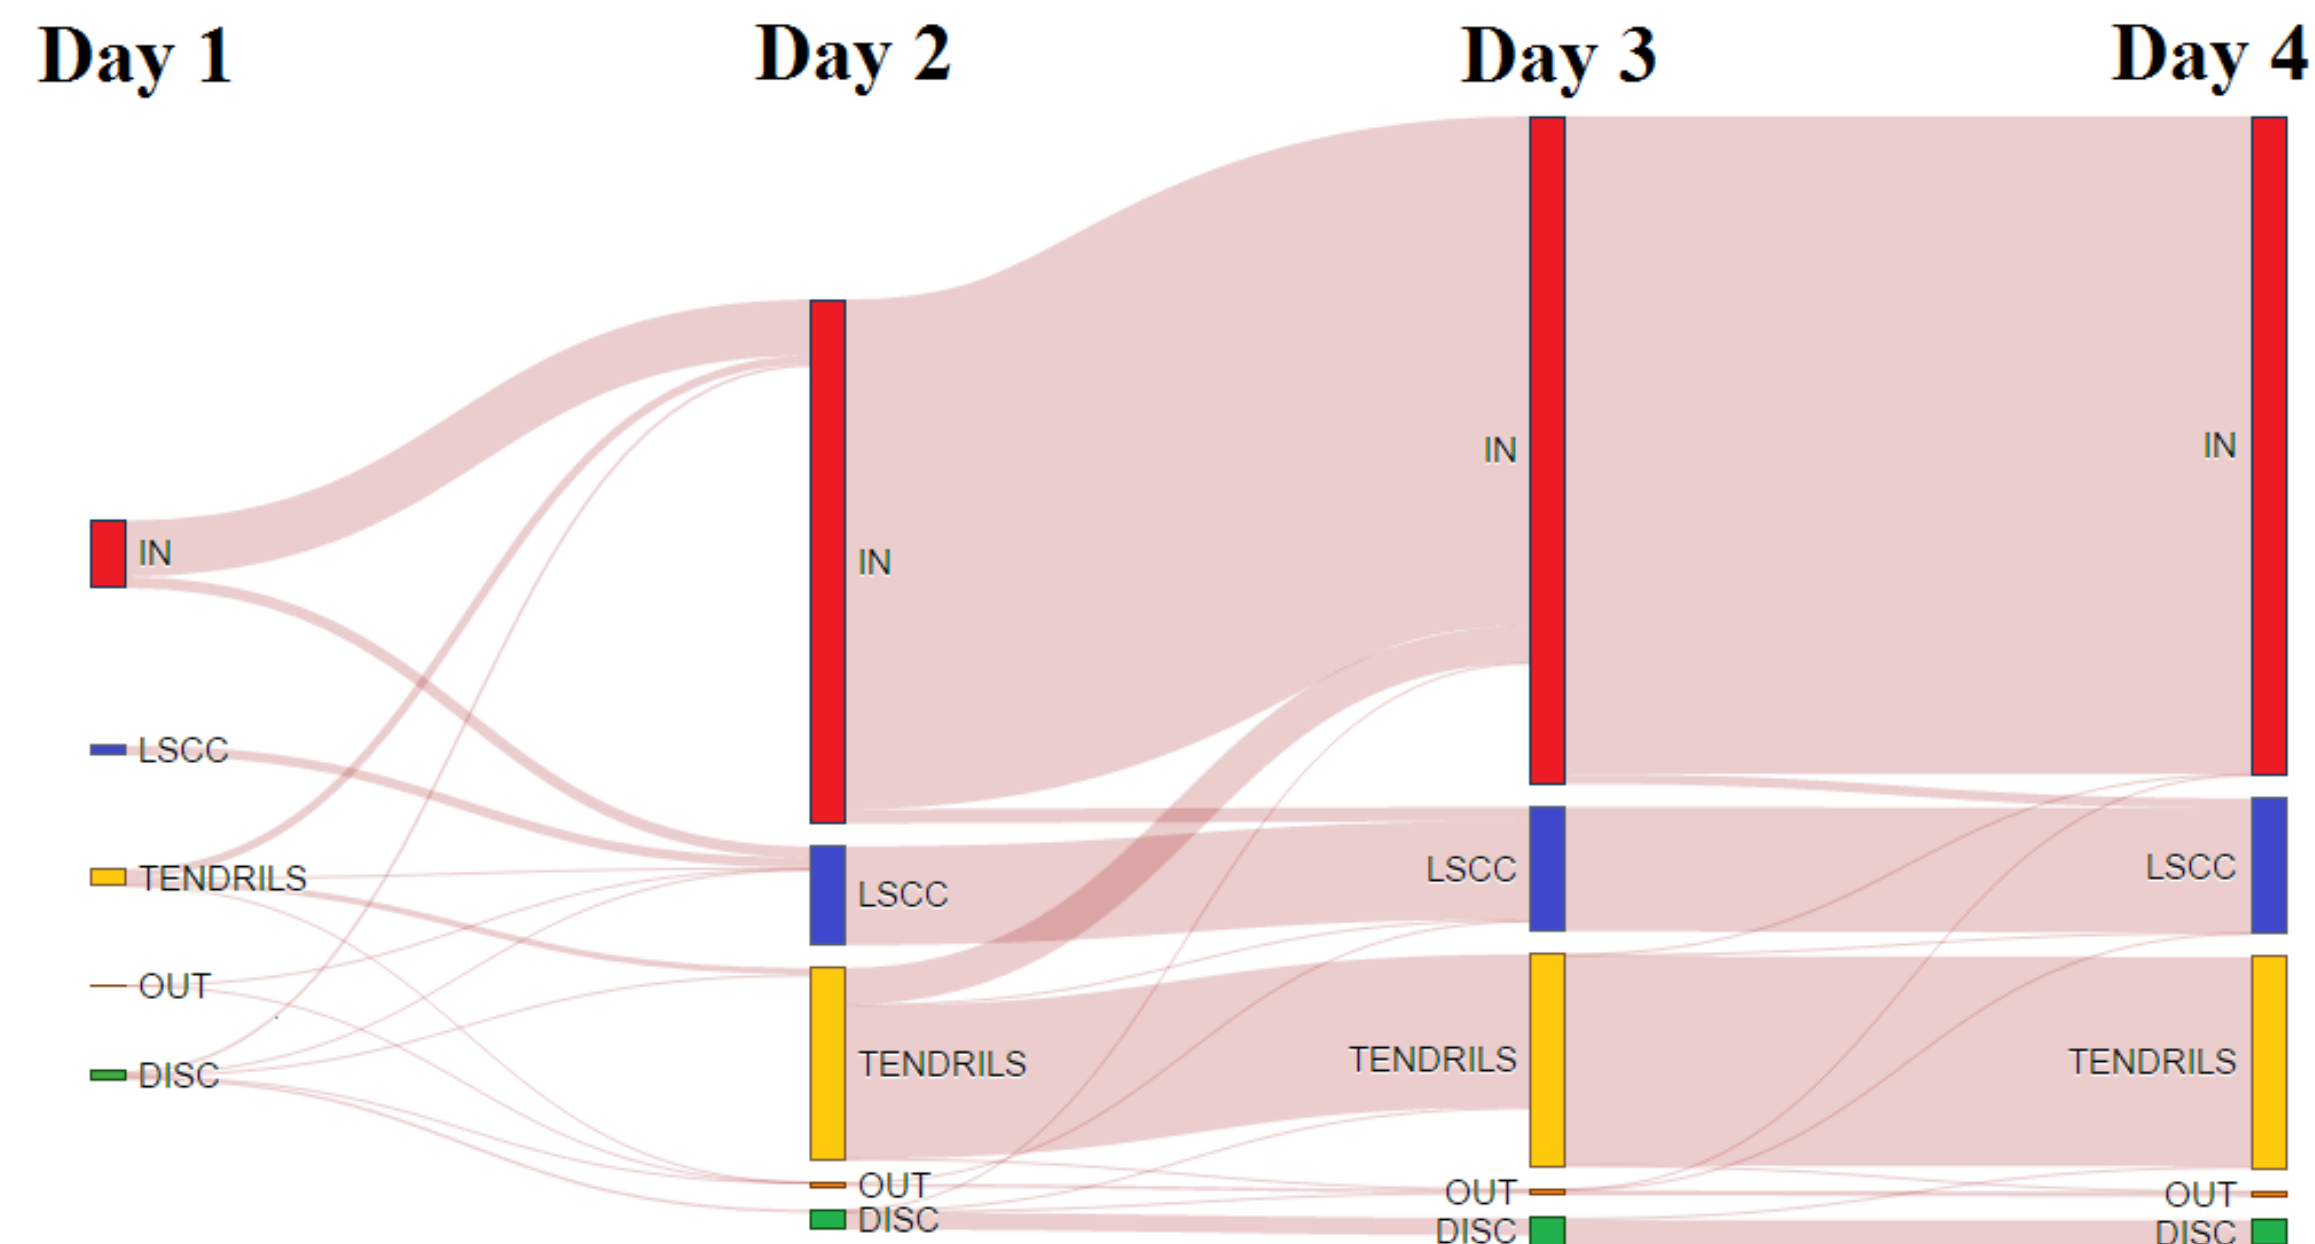 Day 1 Day 2 Day 3 Day 4
IN
IN
IN
IN
LSCC
LSCC
LSCC
LSCC
TENDRILS
TENDRILS
TENDRILS
TENDRILS
OUT
OUT
OUT
OUT
DISC
DISC
DISC
DISC